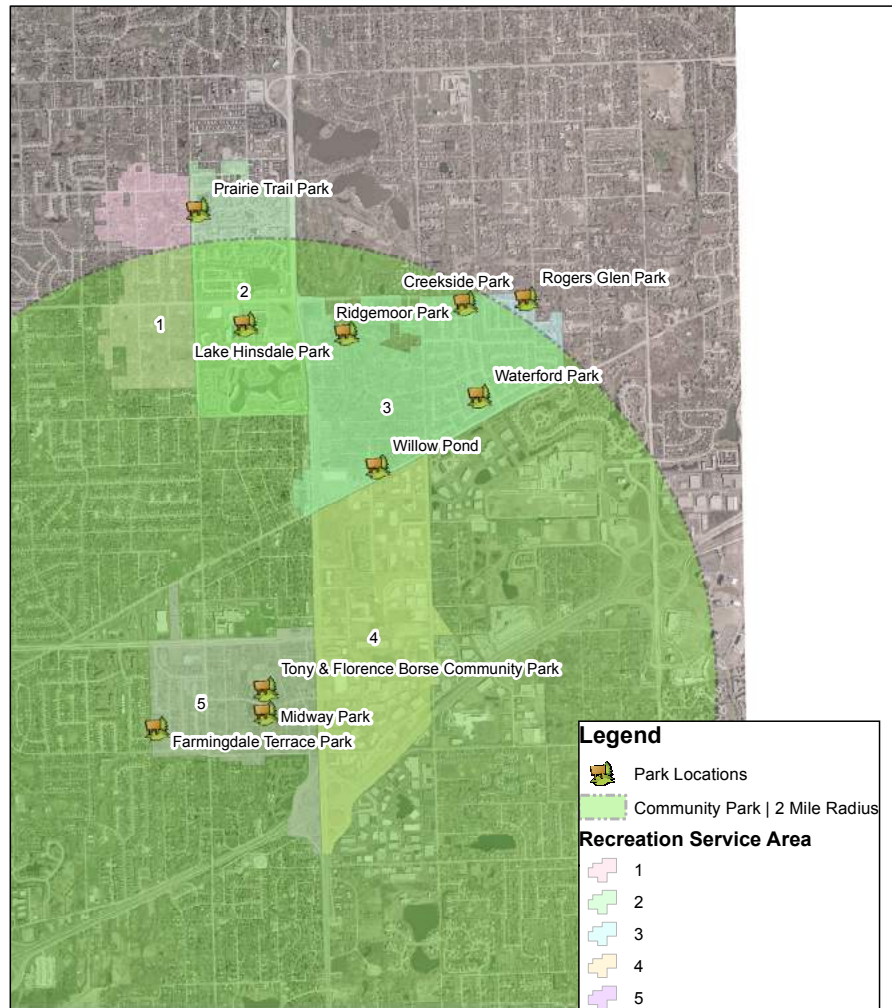 Prairie Trail Park
Creekside Park
Rogers Glen Park
2
Ridgemoor Park
1
Lake Hinsdale Park
Waterford Park
3
Willow Pond
4
Tony & Florence Borse Community Park
5
Midway Park
Farmingdale Terrace Park
Legend
Park Locations
Community Park | 2 Mile Radius
Recreation Service Area
1
2
3
4
5